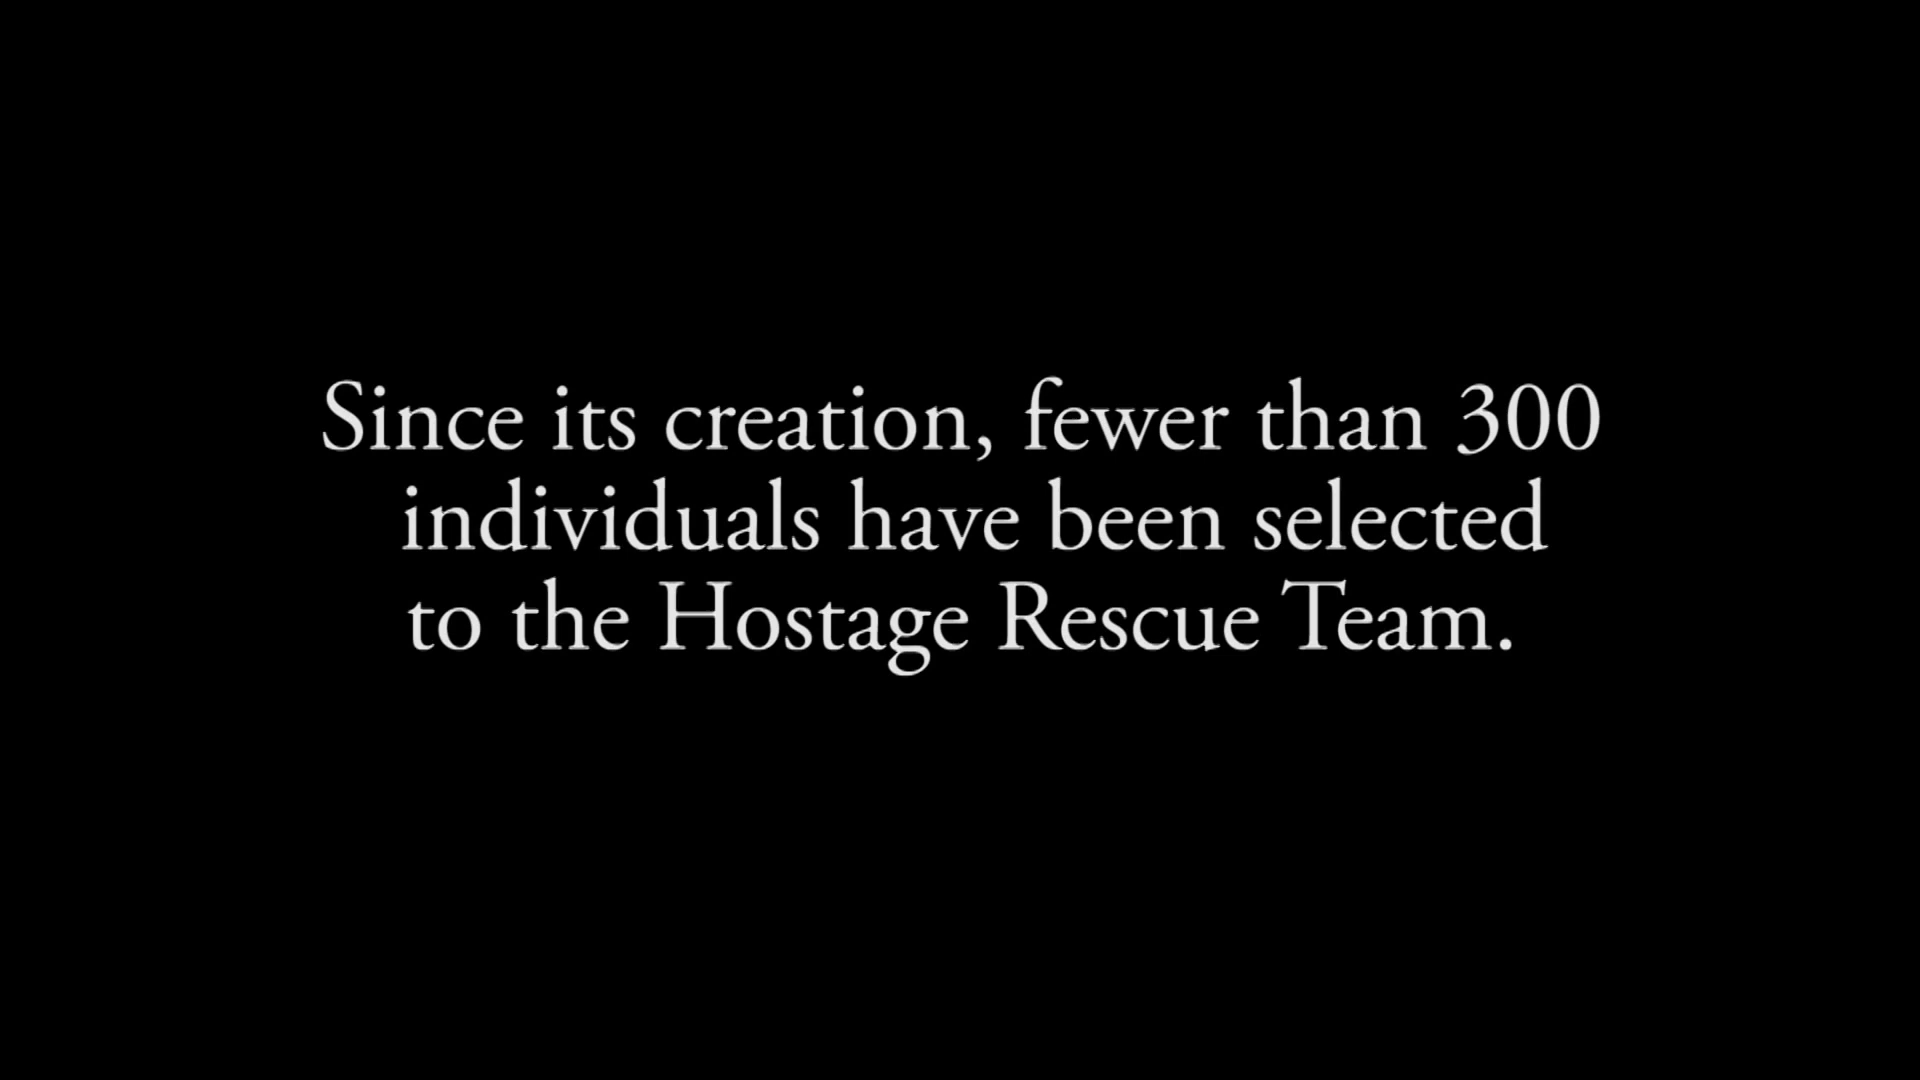 Since its creation, fewer than 300
individuals have been selected
to the Hostage Rescue Team.